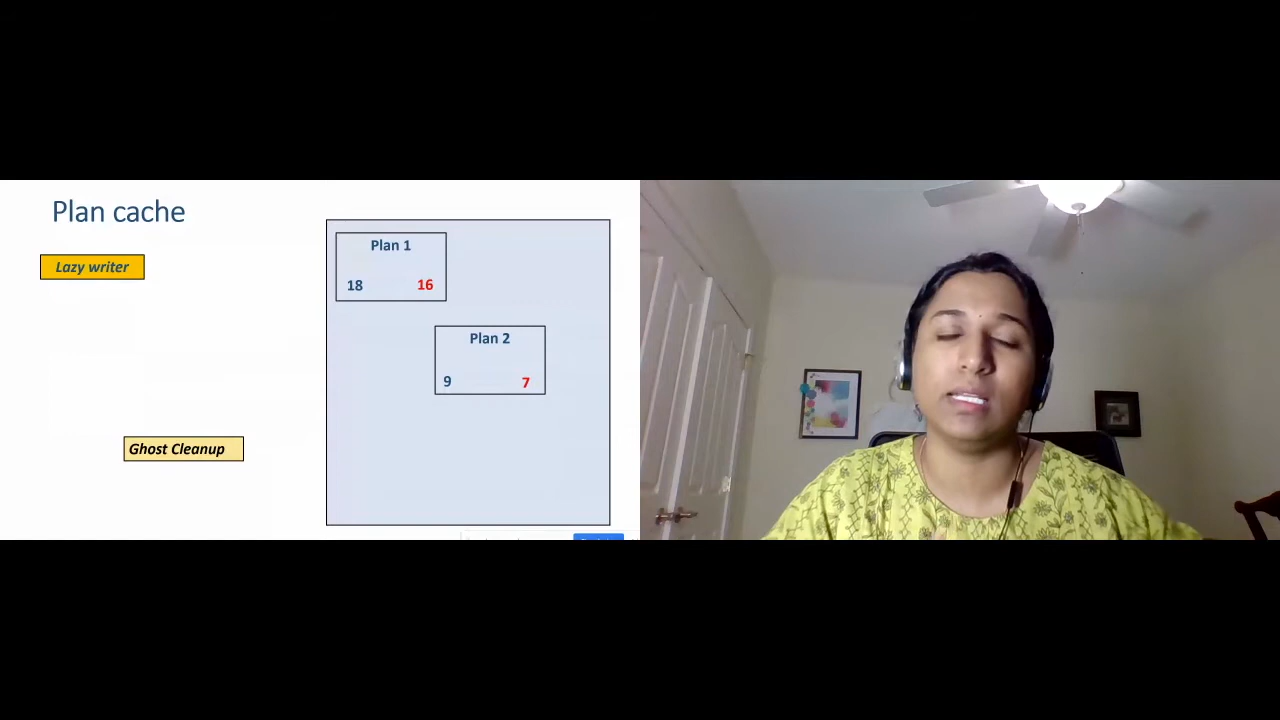 Plan cache
Lazy writer
Plan 1
18 16
Plan 2
9 7
Ghost Cleanup